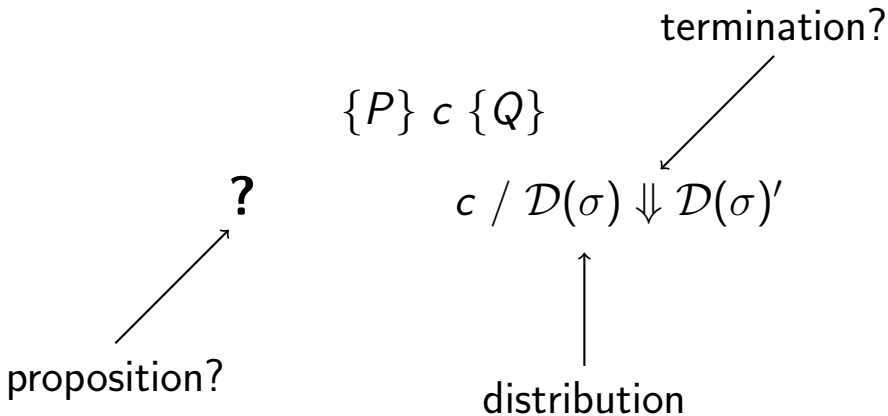 termination?
{P} c {Q}
? c / 𝒟(σ) ⇓ 𝒟(σ)′
proposition?
distribution